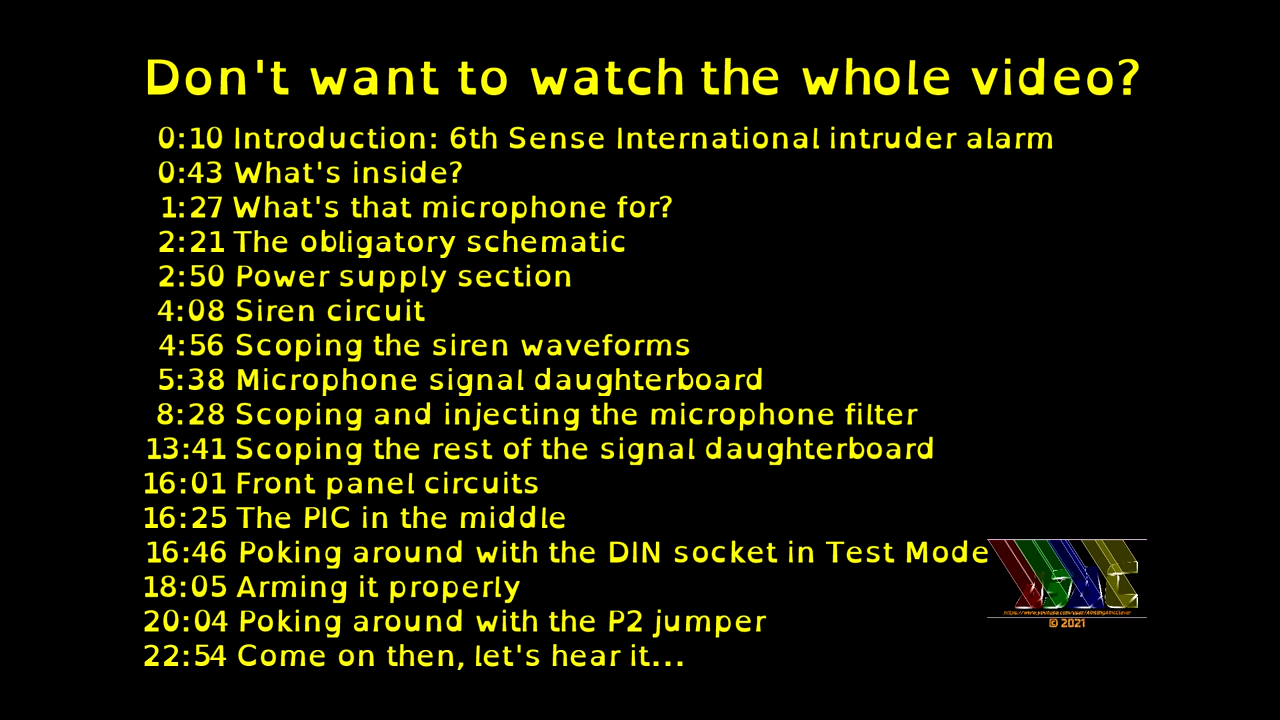 Don't want to watch the whole video?
0:10 Introduction: 6th Sense International intruder alarm
0:43 What's inside?
1:27 What's that microphone for?
2:21 The obligatory schematic
2:50 Power supply section
4:08 Siren circuit
4:56 Scoping the siren waveforms
5:38 Microphone signal daughterboard
8:28 Scoping and injecting the microphone filter
13:41 Scoping the rest of the signal daughterboard
16:01 Front panel circuits
16:25 The PIC in the middle
16:46 Poking around with the DIN socket in Test Mode
18:05 Arming it properly
20:04 Poking around with the P2 jumper
22:54 Come on then, let's hear it...
© 2021